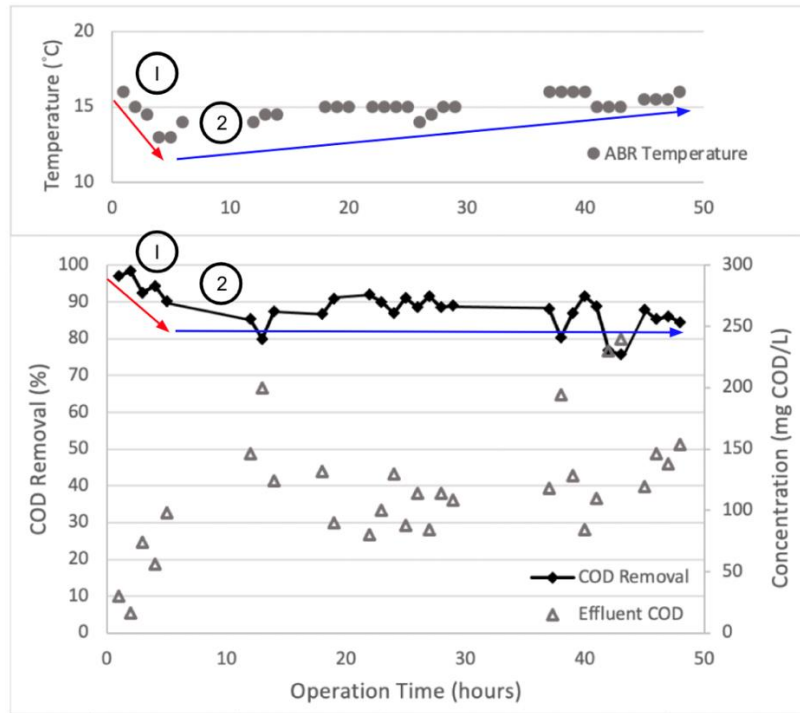 20
15
10
Temperature (˚C)
1
2
ABR Temperature
0 10 20 30 40 50
1
2
100
90
80
70
60
50
40
30
20
10
0
COD Removal (%)
300
250
200
150
100
50
0
Concentration (mg COD/L)
COD Removal
Effluent COD
0 10 20 30 40 50
Operation Time (hours)